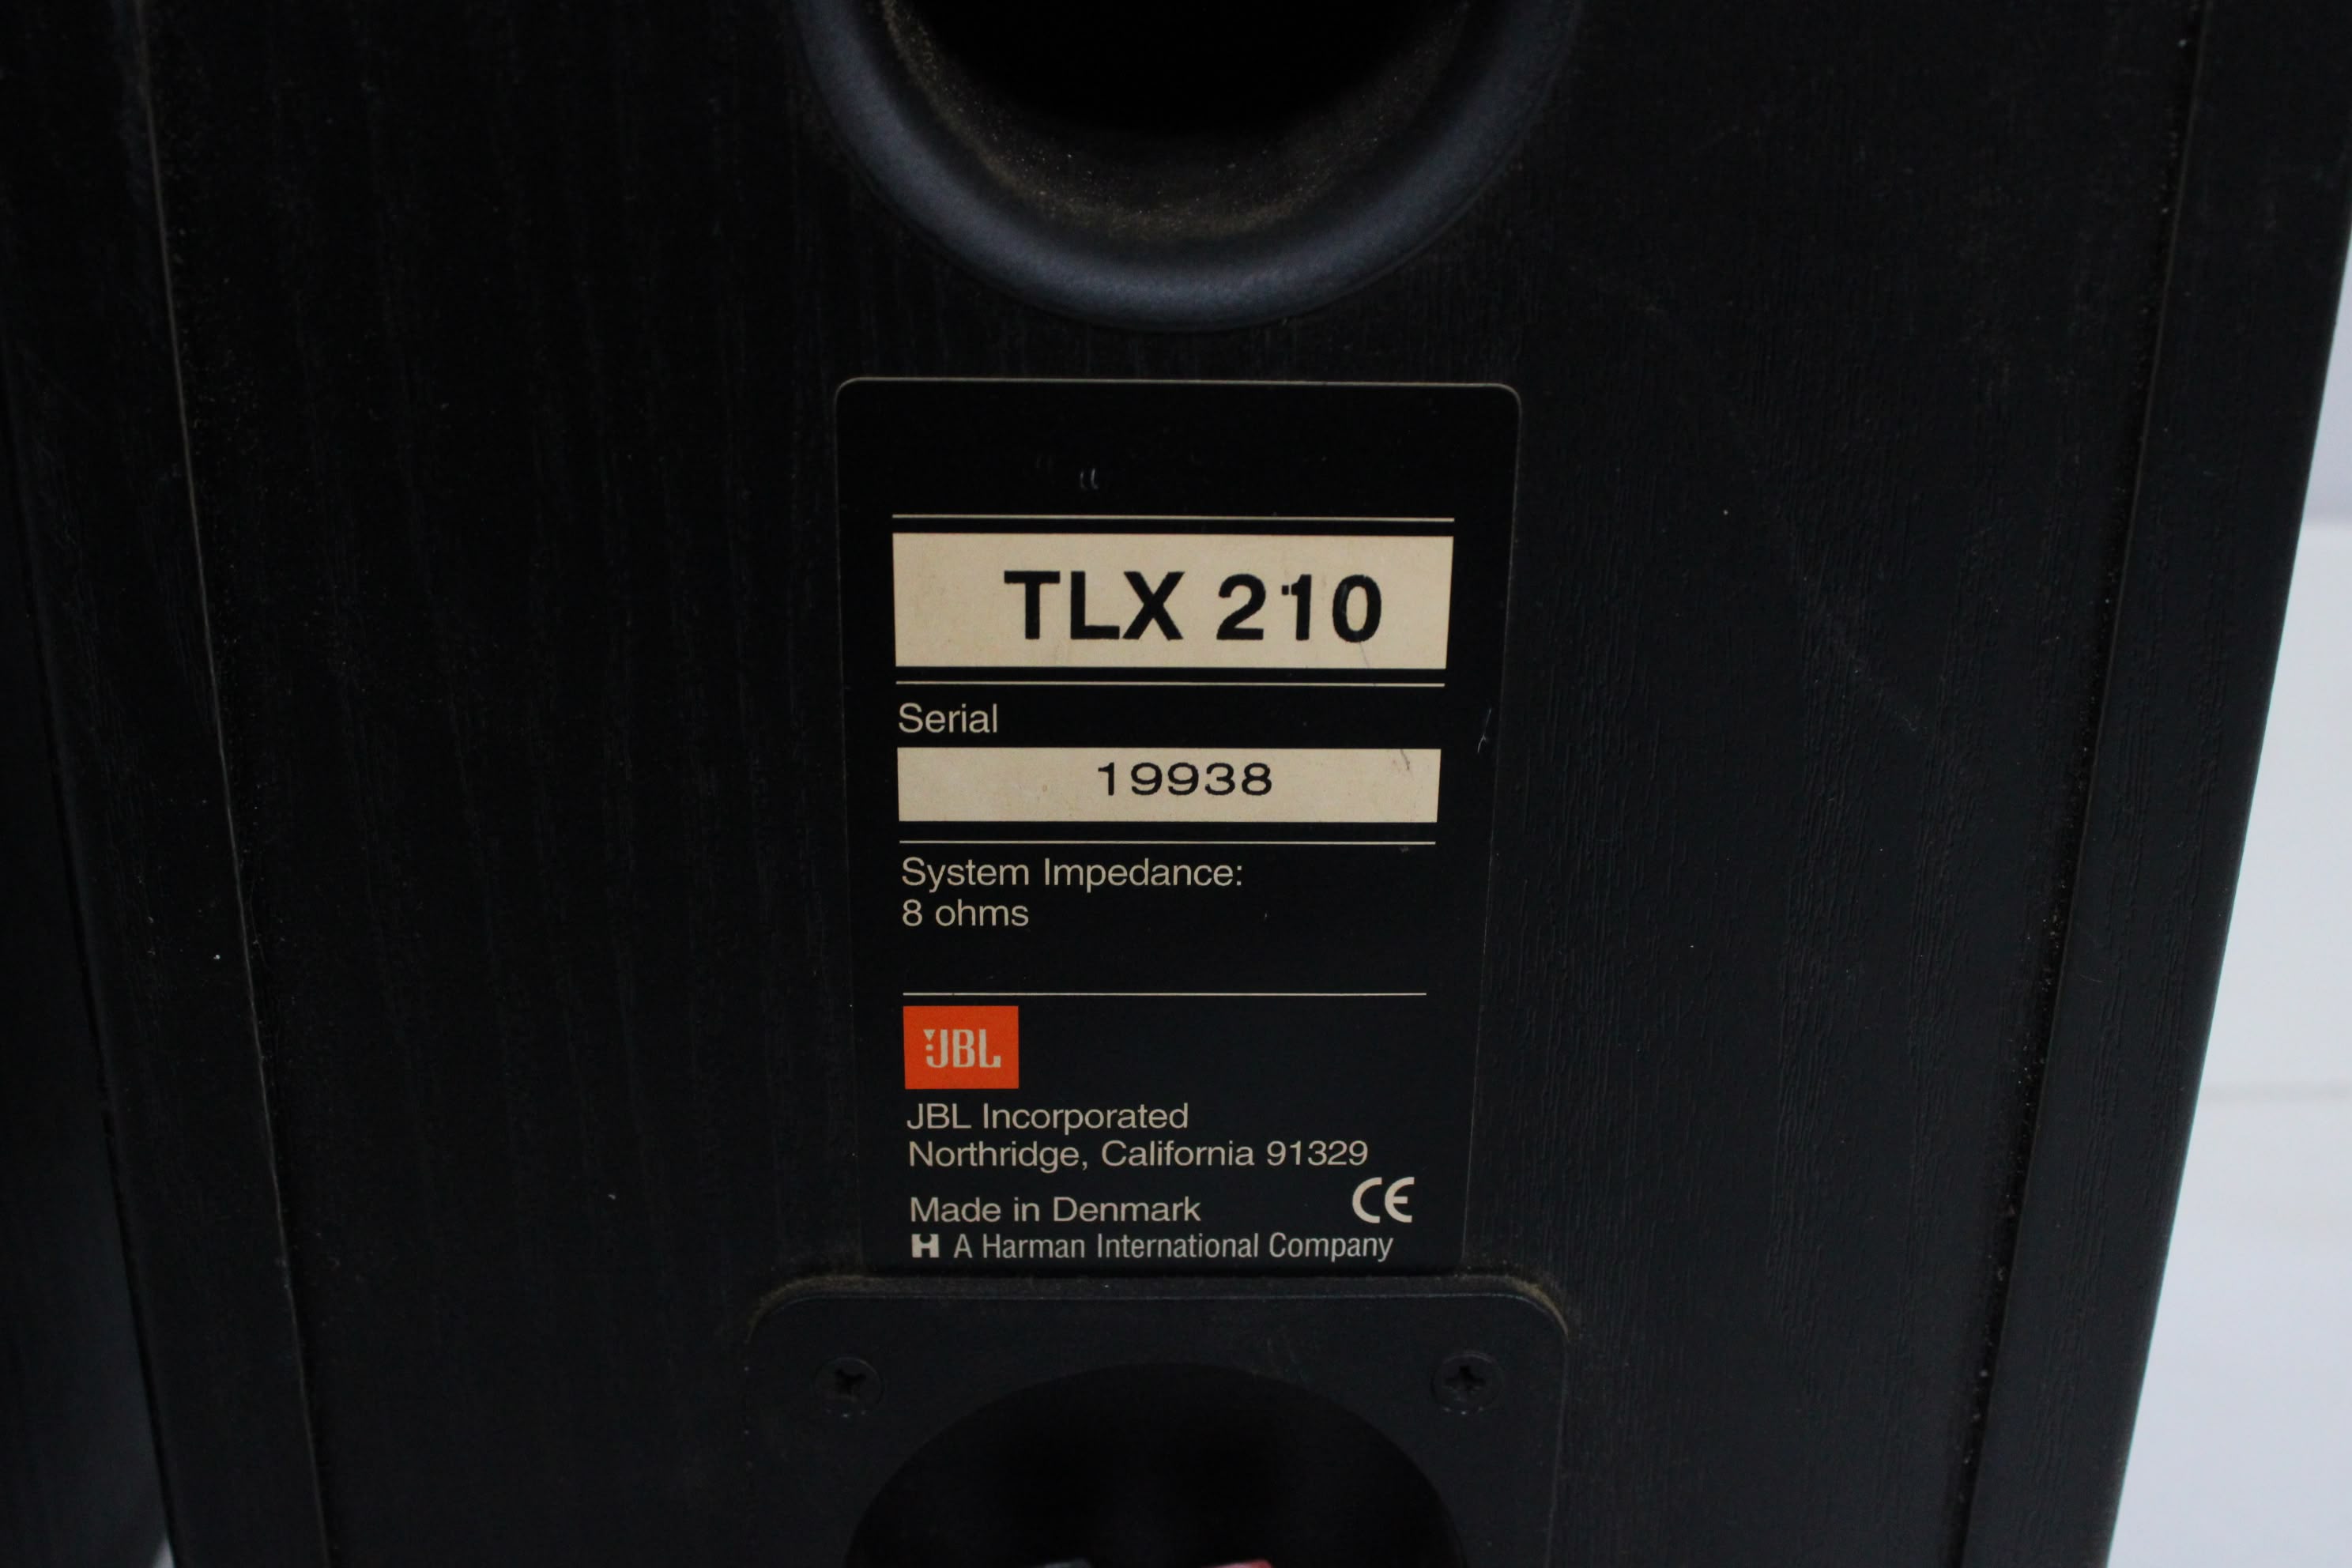 TLX 210
Serial
19938
System Impedance:
8 ohms
JBL
JBL Incorporated
Northridge, California 91329
Made in Denmark CE
H A Harman International Company